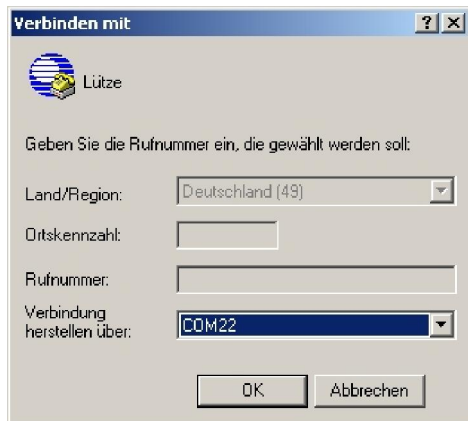 Verbinden mit
Lütze
Geben Sie die Rufnummer ein, die gewählt werden soll:
Land/Region: Deutschland (49)
Ortskennzahl:
Rufnummer:
Verbindung
herstellen über: COM22
OK Abbrechen